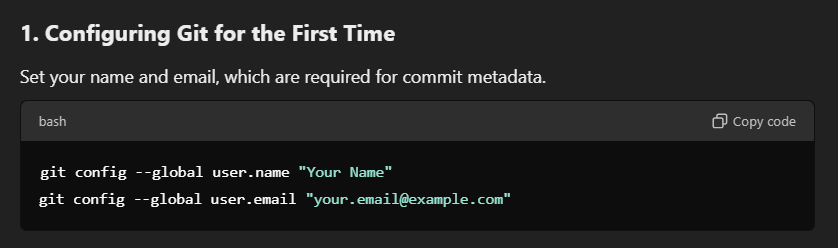 1. Configuring Git for the First Time
Set your name and email, which are required for commit metadata.
bash
Copy code
git config --global user.name "Your Name"
git config --global user.email "your.email@example.com"